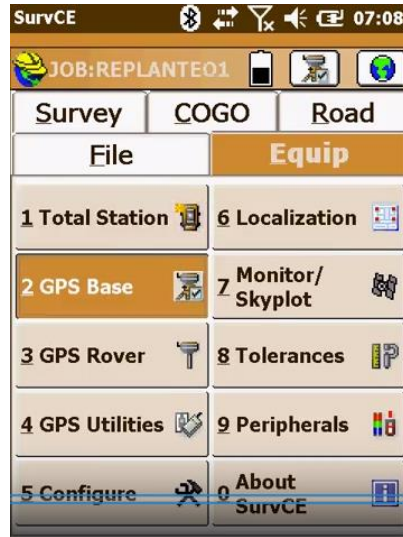 SurvCE 07:08
JOB:REPLANTEO1
Survey COGO Road
File Equip
1 Total Station
6 Localization
2 GPS Base
7 Monitor/
Skyplot
3 GPS Rover
8 Tolerances
4 GPS Utilities
9 Peripherals
5 Configure
0 About
SurvCE